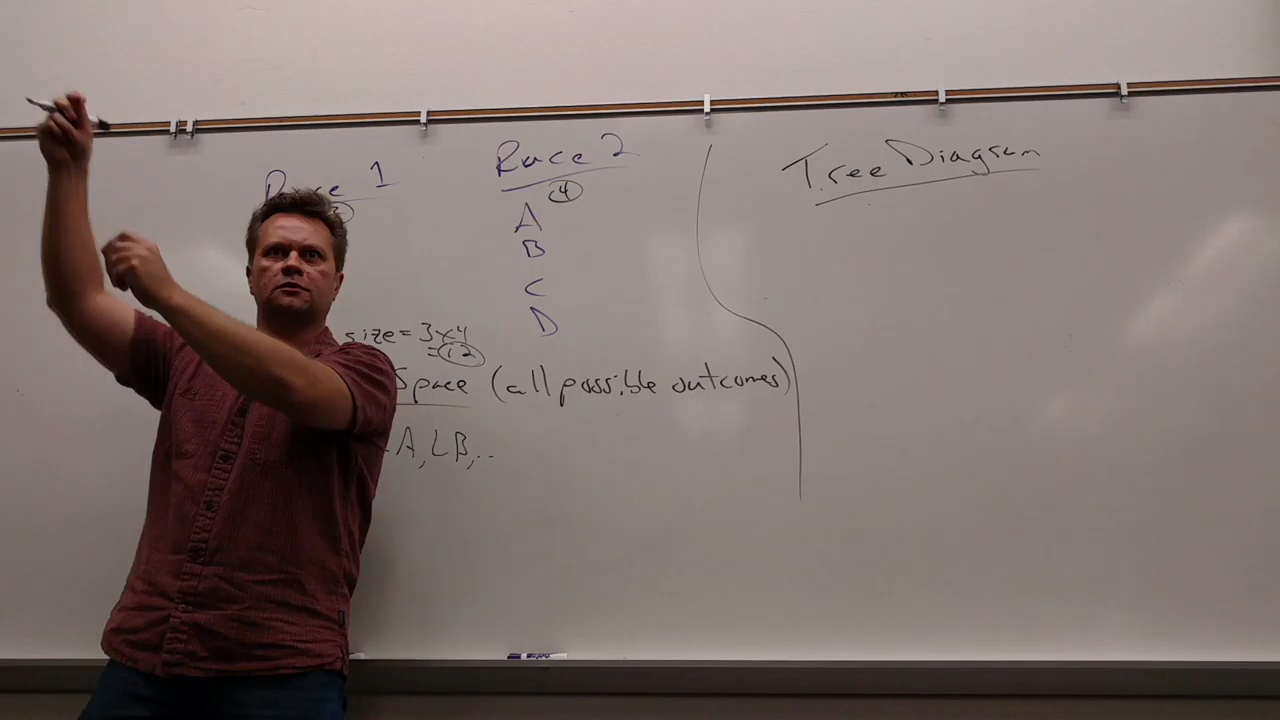 Race 1
Race 2
4
A
B
C
D
size = 3x4
= 12
Space (all possible outcomes)
A, LB, ..
Tree Diagram